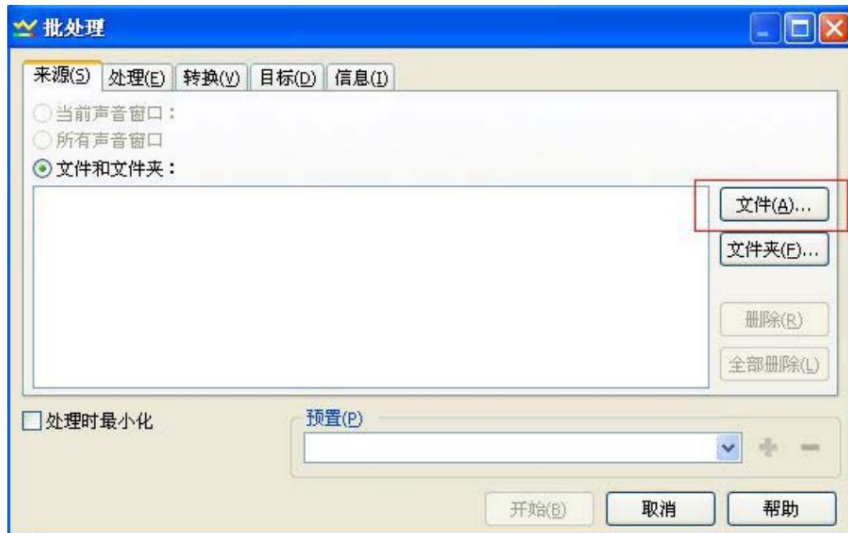 批处理
来源(S) 处理(E) 转换(V) 目标(D) 信息(I)
当前声音窗口：
所有声音窗口
文件和文件夹：
文件(A)...
文件夹(F)...
删除(R)
全部删除(L)
处理时最小化
预置(P)
开始(B) 取消 帮助